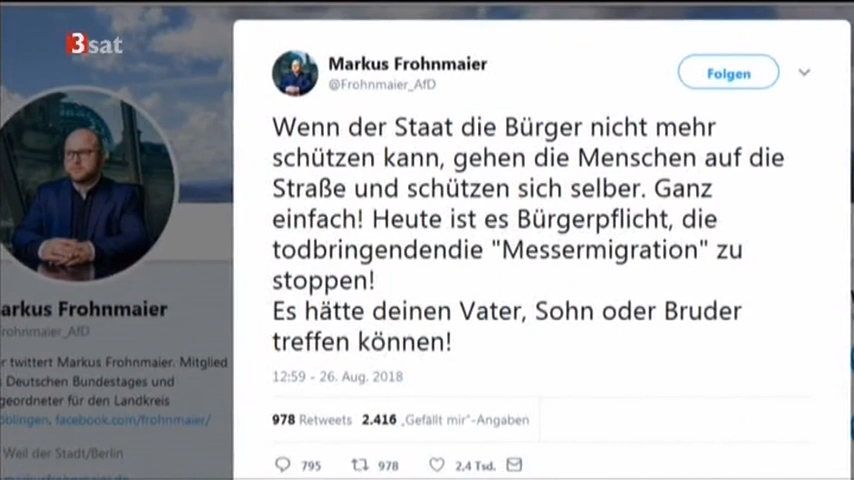 3sat
Markus Frohnmaier
@Frohnmaier_AfD
Folgen
Wenn der Staat die Bürger nicht mehr
schützen kann, gehen die Menschen auf die
Straße und schützen sich selber. Ganz
einfach! Heute ist es Bürgerpflicht, die
todbringendendie "Messermigration" zu
stoppen!
Es hätte deinen Vater, Sohn oder Bruder
treffen können!
12:59 - 26. Aug. 2018
978 Retweets 2.416 „Gefällt mir"-Angaben
795 978 2,4 Tsd.
arkus Frohnmaier
rohnmaier_AfD
r twittert Markus Frohnmaier. Mitglied
Deutschen Bundestages und
geordneter für den Landkreis
öblingen, facebook.com/frohnmaier/
Weil der Stadt/Berlin